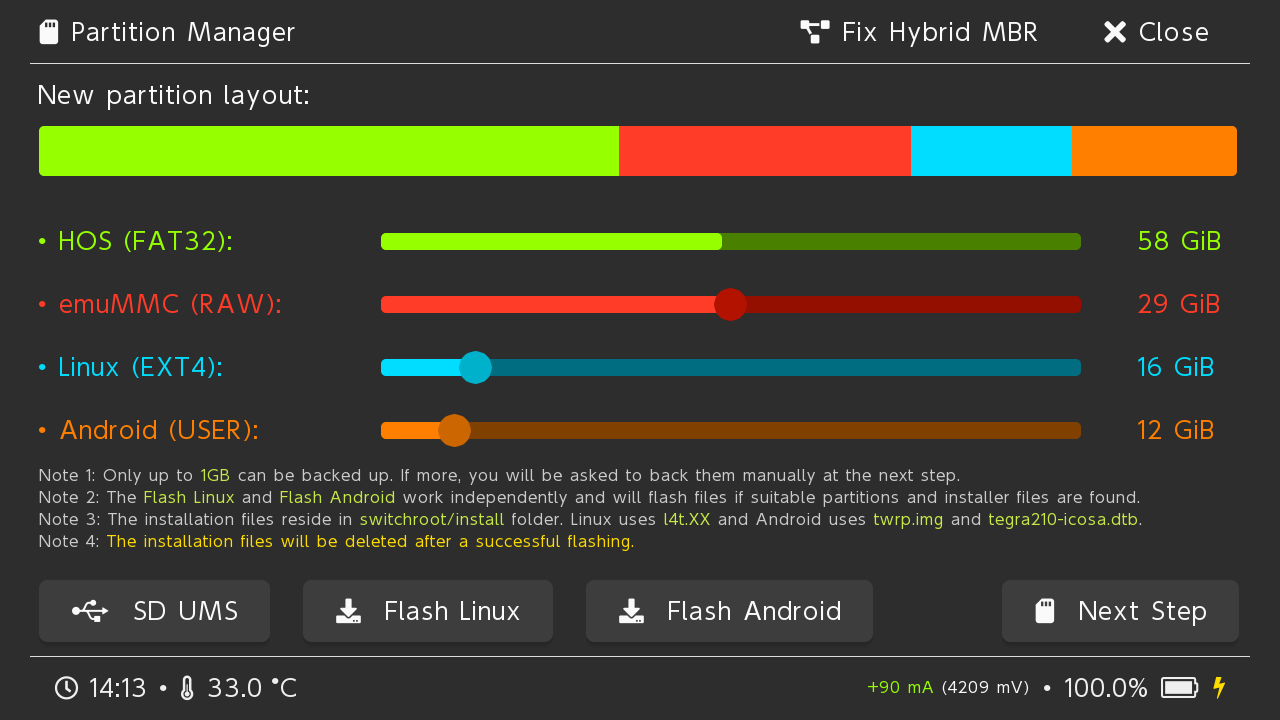 Partition Manager
Fix Hybrid MBR
Close
New partition layout:
• HOS (FAT32): 58 GiB
• emuMMC (RAW): 29 GiB
• Linux (EXT4): 16 GiB
• Android (USER): 12 GiB
Note 1: Only up to 1GB can be backed up. If more, you will be asked to back them manually at the next step.
Note 2: The Flash Linux and Flash Android work independently and will flash files if suitable partitions and installer files are found.
Note 3: The installation files reside in switchroot/install folder. Linux uses l4t.XX and Android uses twrp.img and tegra210-icosa.dtb.
Note 4: The installation files will be deleted after a successful flashing.
SD UMS
Flash Linux
Flash Android
Next Step
14:13 • 33.0 °C
+90 mA (4209 mV) • 100.0%